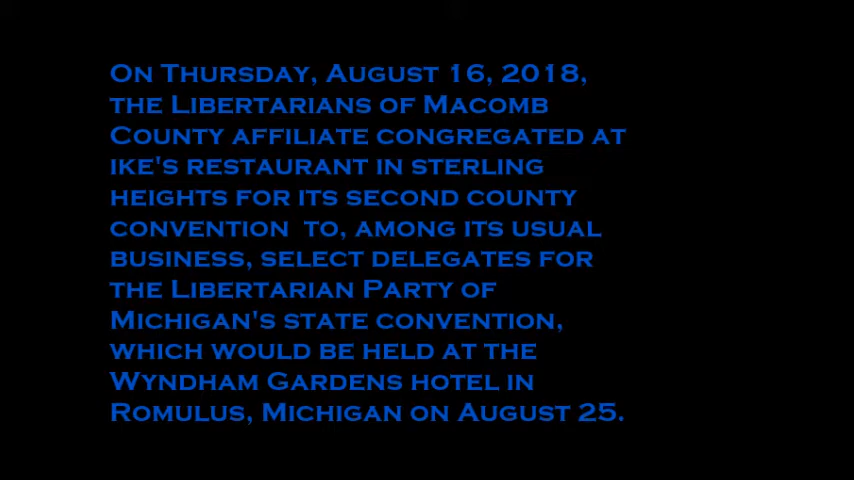 On Thursday, August 16, 2018,
the Libertarians of Macomb
County affiliate congregated at
ike's restaurant in sterling
heights for its second county
convention  to, among its usual
business, select delegates for
the Libertarian Party of
Michigan's state convention,
which would be held at the
Wyndham Gardens hotel in
Romulus, Michigan on August 25.